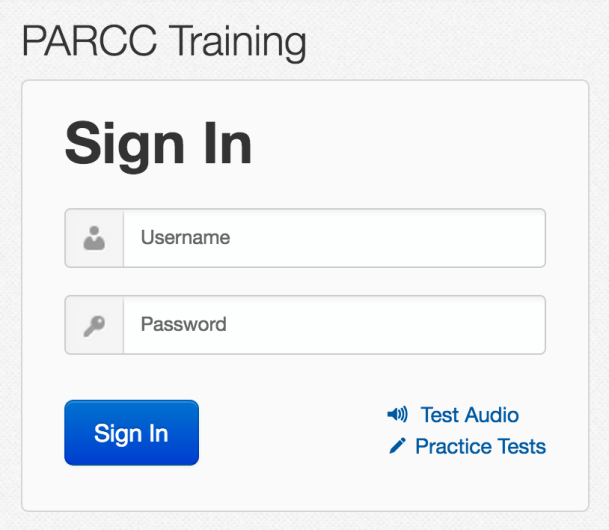 PARCC Training
Sign In
Username
Password
Sign In
Test Audio
Practice Tests